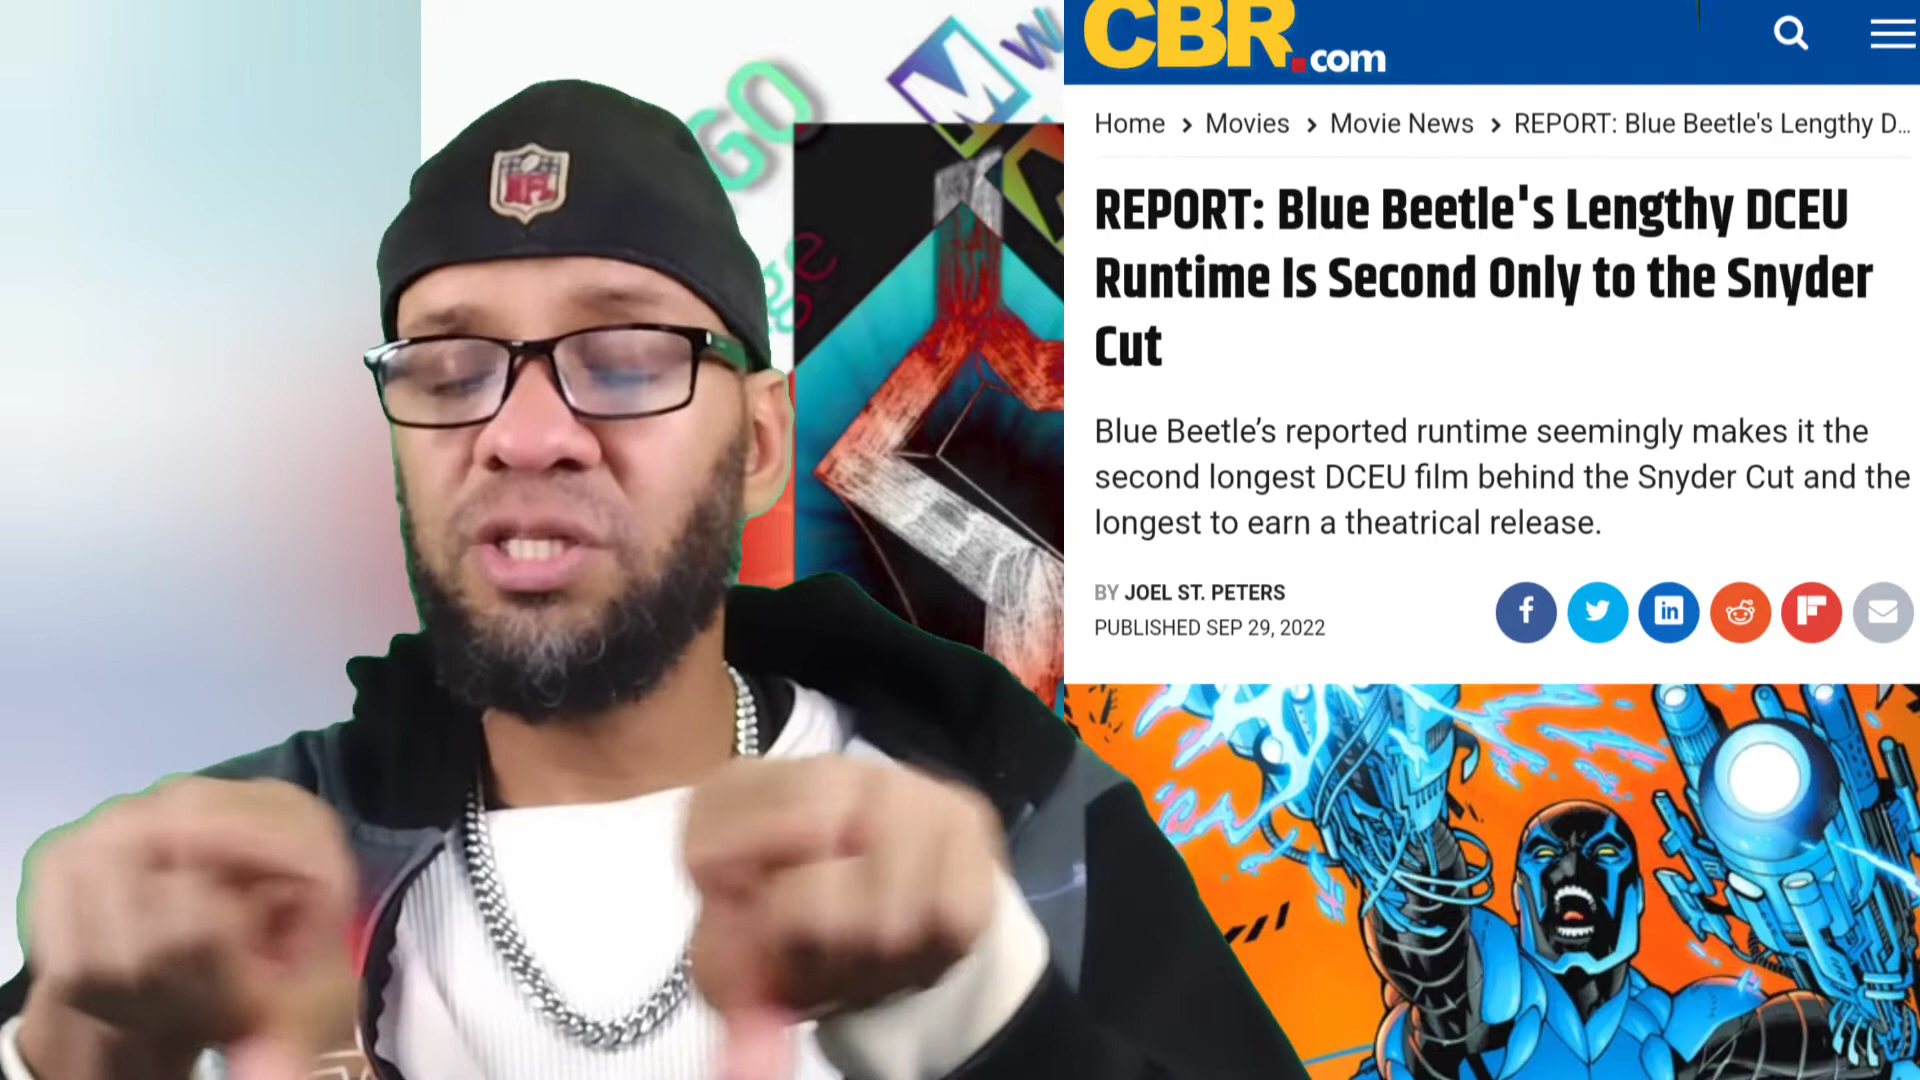 GO
M
W
NFL
CBR.com
Home > Movies > Movie News > REPORT: Blue Beetle's Lengthy D...
REPORT: Blue Beetle's Lengthy DCEU
Runtime Is Second Only to the Snyder
Cut
Blue Beetle’s reported runtime seemingly makes it the
second longest DCEU film behind the Snyder Cut and the
longest to earn a theatrical release.
BY JOEL ST. PETERS
PUBLISHED SEP 29, 2022